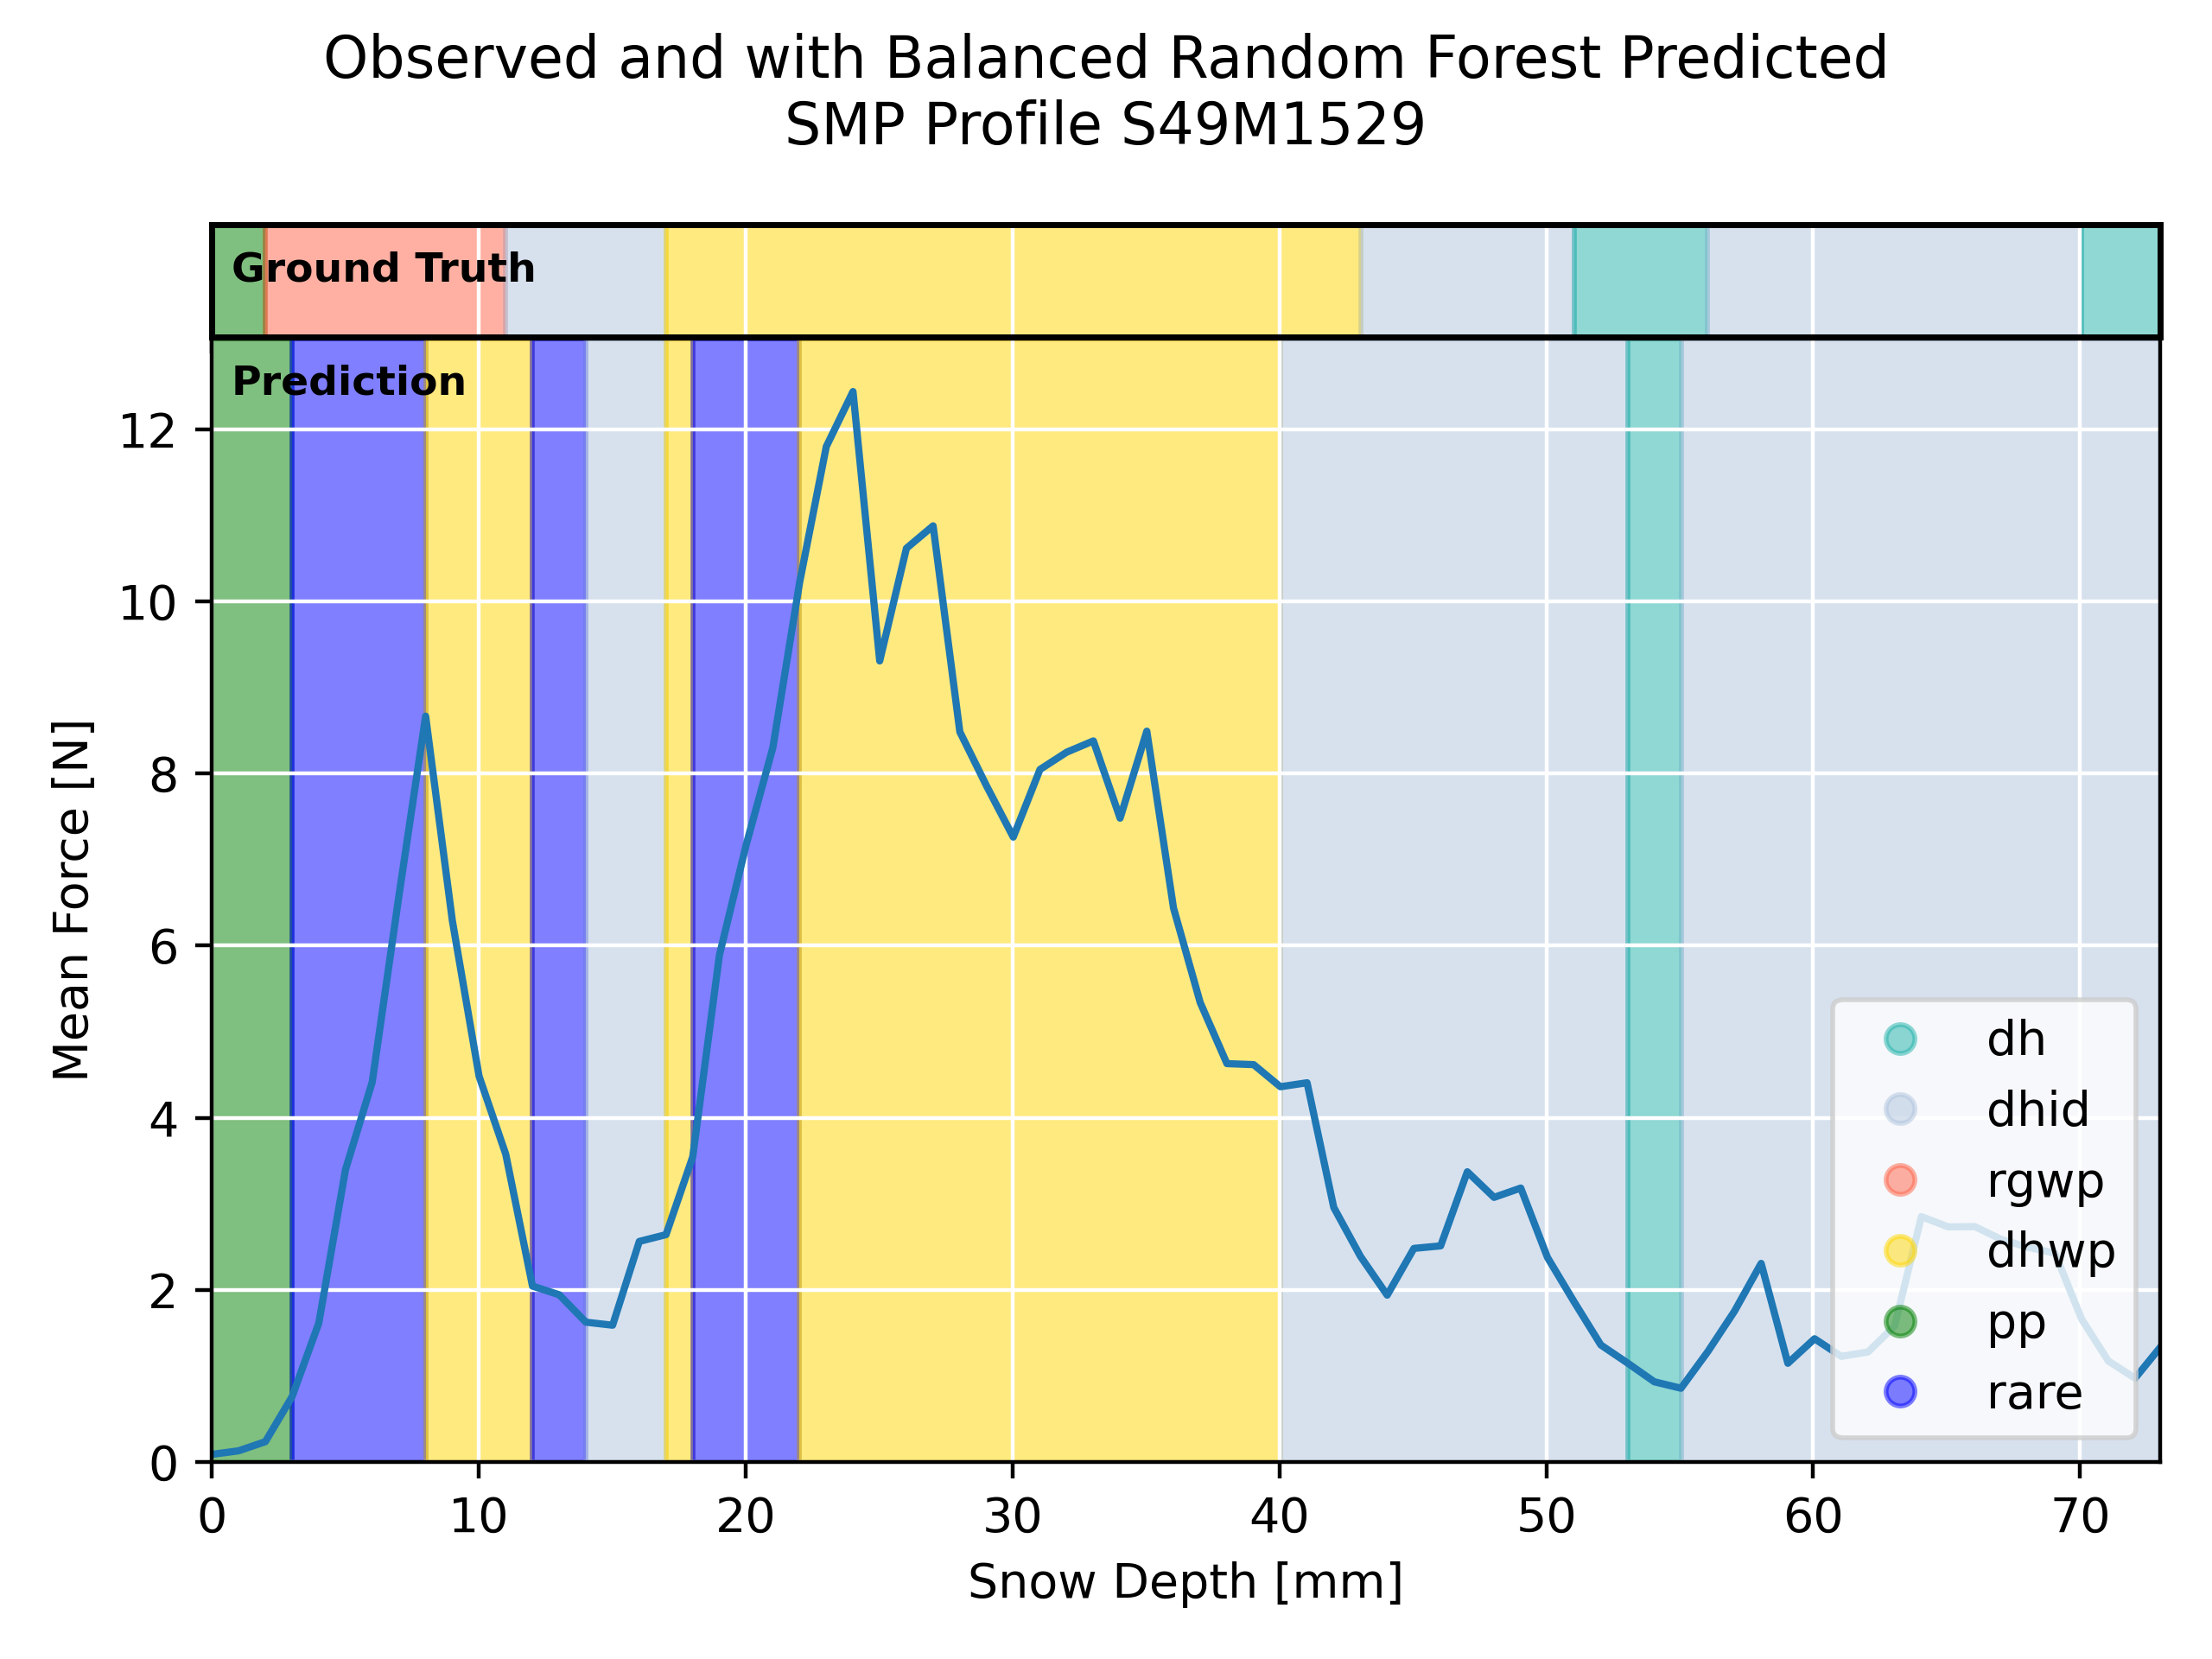 Observed and with Balanced Random Forest Predicted
SMP Profile S49M1529
Ground Truth
Prediction
12
10
8
6
4
2
0
Mean Force [N]
dh
dhid
rgwp
dhwp
pp
rare
0 10 20 30 40 50 60 70
Snow Depth [mm]